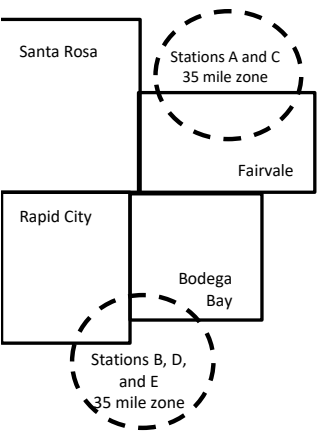 Santa Rosa
Stations A and C
35 mile zone
Fairvale
Rapid City
Bodega
Bay
Stations B, D,
and E
35 mile zone